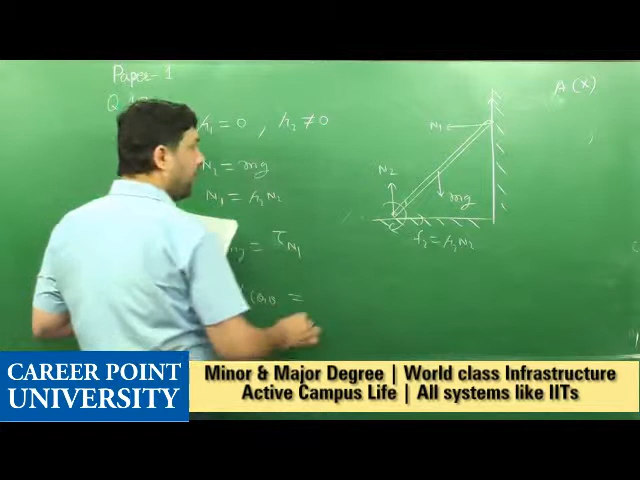 Paper-1
μ₁ = 0 , μ₂ ≠ 0
N₂ = mg
N₁ = μ₂ N₂
= τN₁
=
A (X)
N₁
N₂
mg
f₂ = μ₂ N₂
CAREER POINT
UNIVERSITY
Minor & Major Degree | World class Infrastructure
Active Campus Life | All systems like IITs